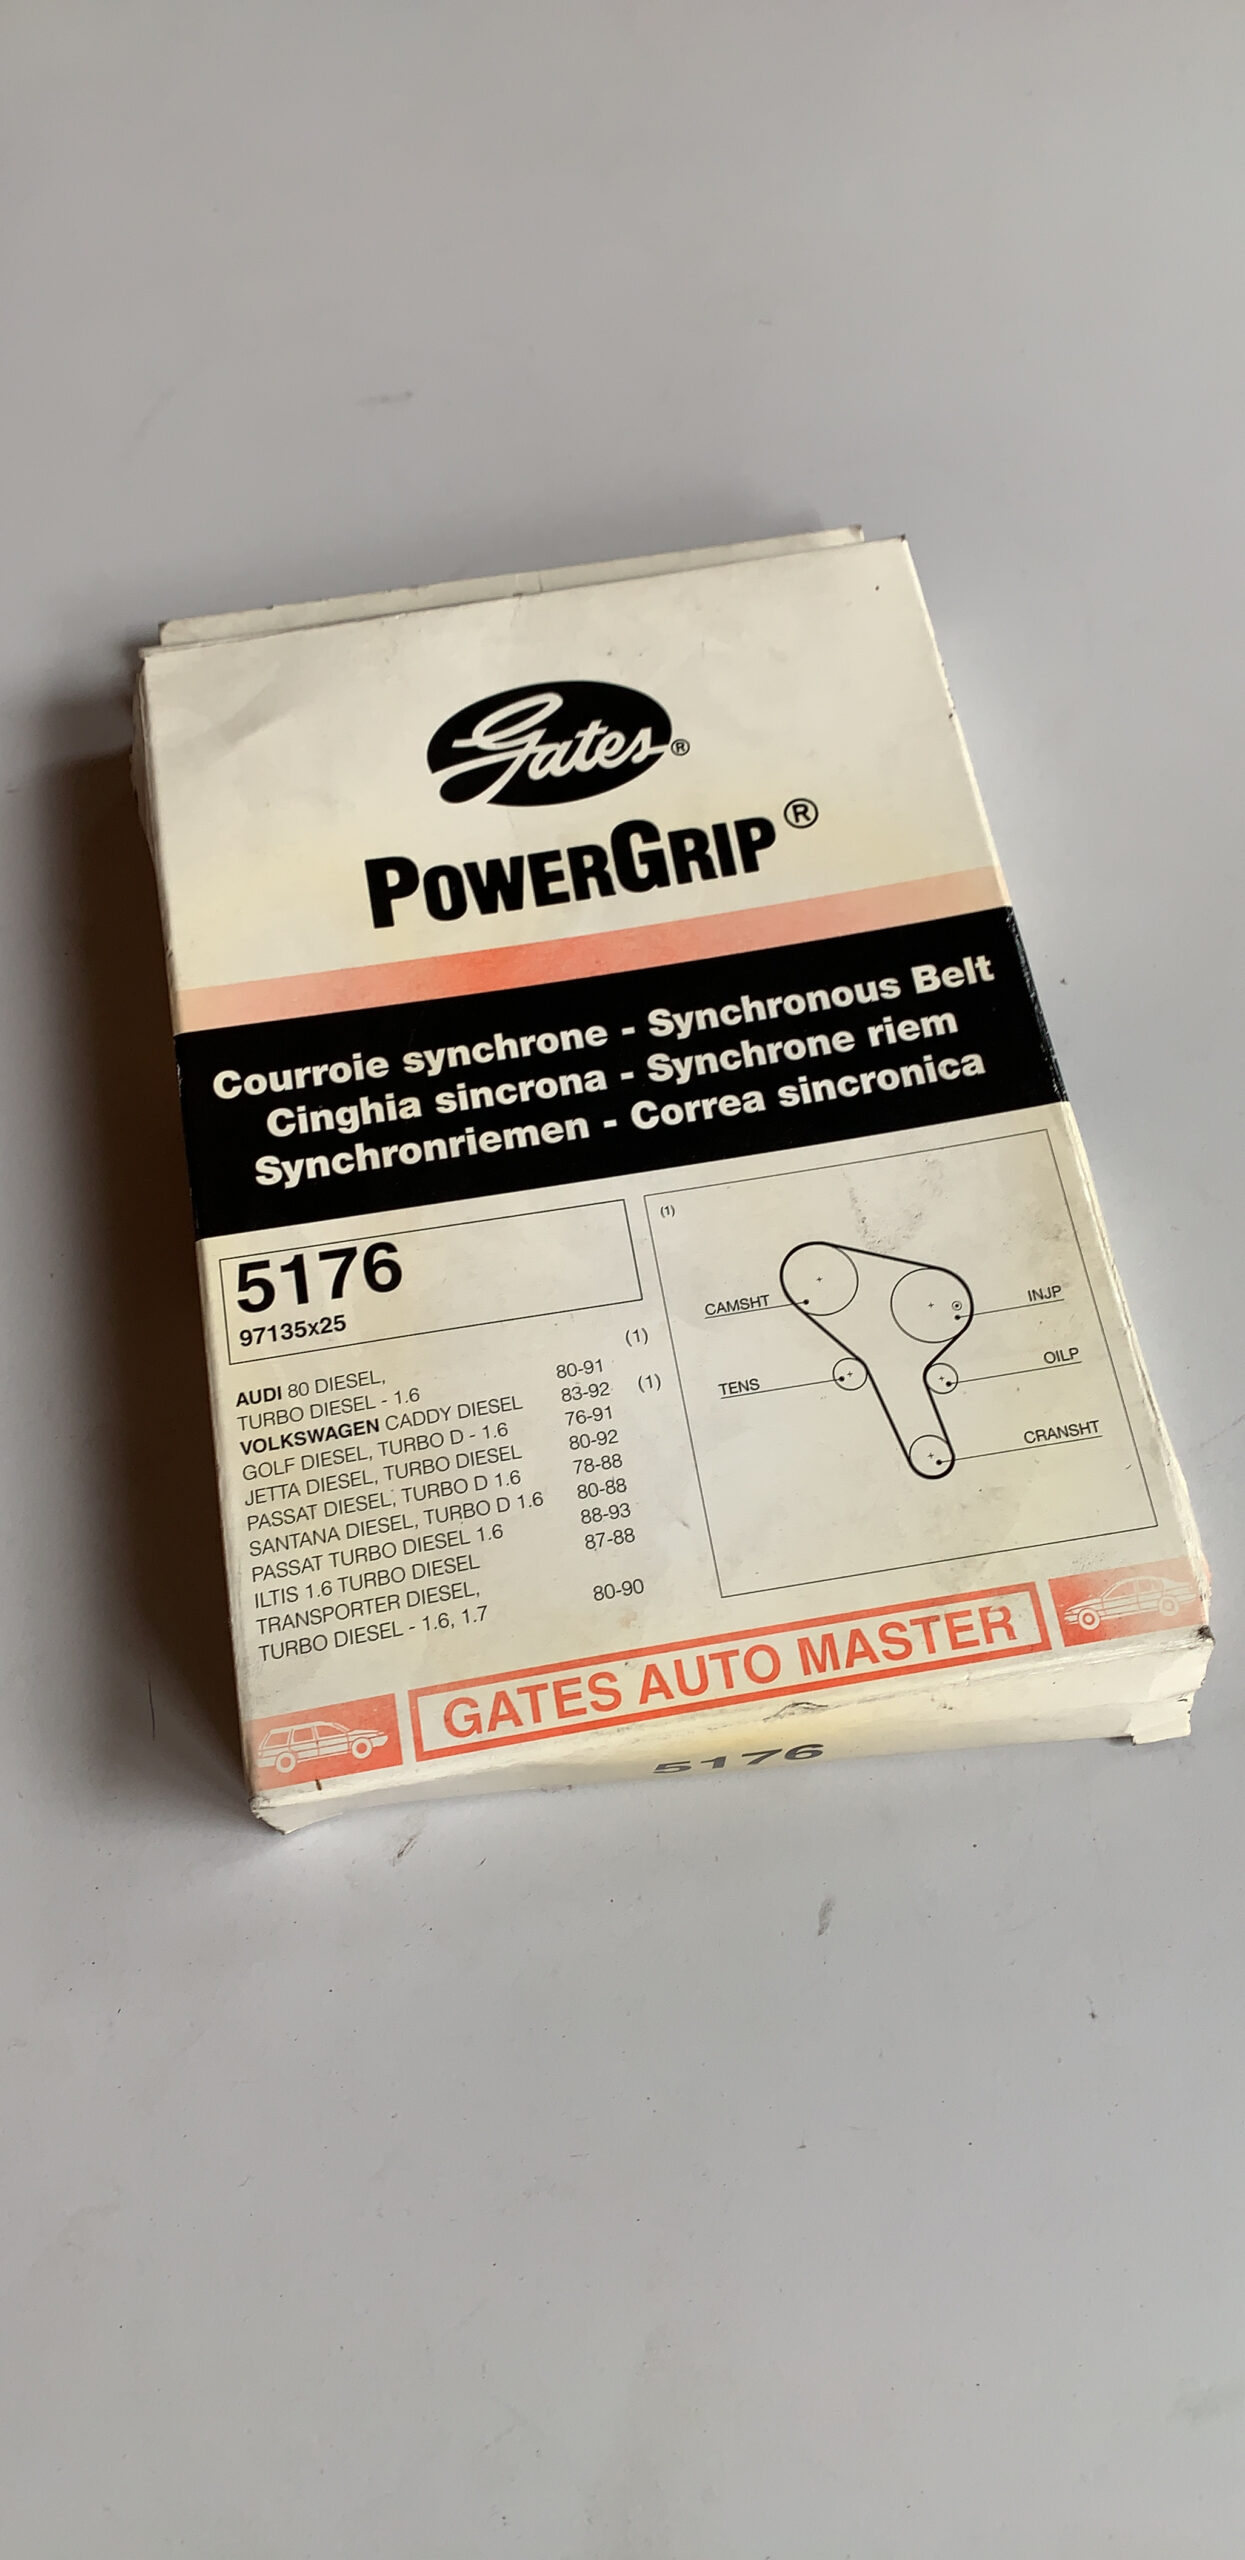 Gates®
POWERGRIP®
Courroie synchrone - Synchronous Belt
Cinghia sincrona - Synchrone riem
Synchronriemen - Correa sincronica
5176
97135x25
(1)
AUDI 80 DIESEL,
TURBO DIESEL - 1.6 80-91
VOLKSWAGEN CADDY DIESEL 83-92 (1)
GOLF DIESEL, TURBO D - 1.6 76-91
JETTA DIESEL, TURBO DIESEL 80-92
PASSAT DIESEL, TURBO D 1.6 78-88
SANTANA DIESEL, TURBO D 1.6 80-88
PASSAT TURBO DIESEL 1.6 88-93
ILTIS 1.6 TURBO DIESEL 87-88
TRANSPORTER DIESEL,
TURBO DIESEL - 1.6, 1.7 80-90
(1)
CAMSHT
INJP
TENS
OILP
CRANSHT
GATES AUTO MASTER
5176